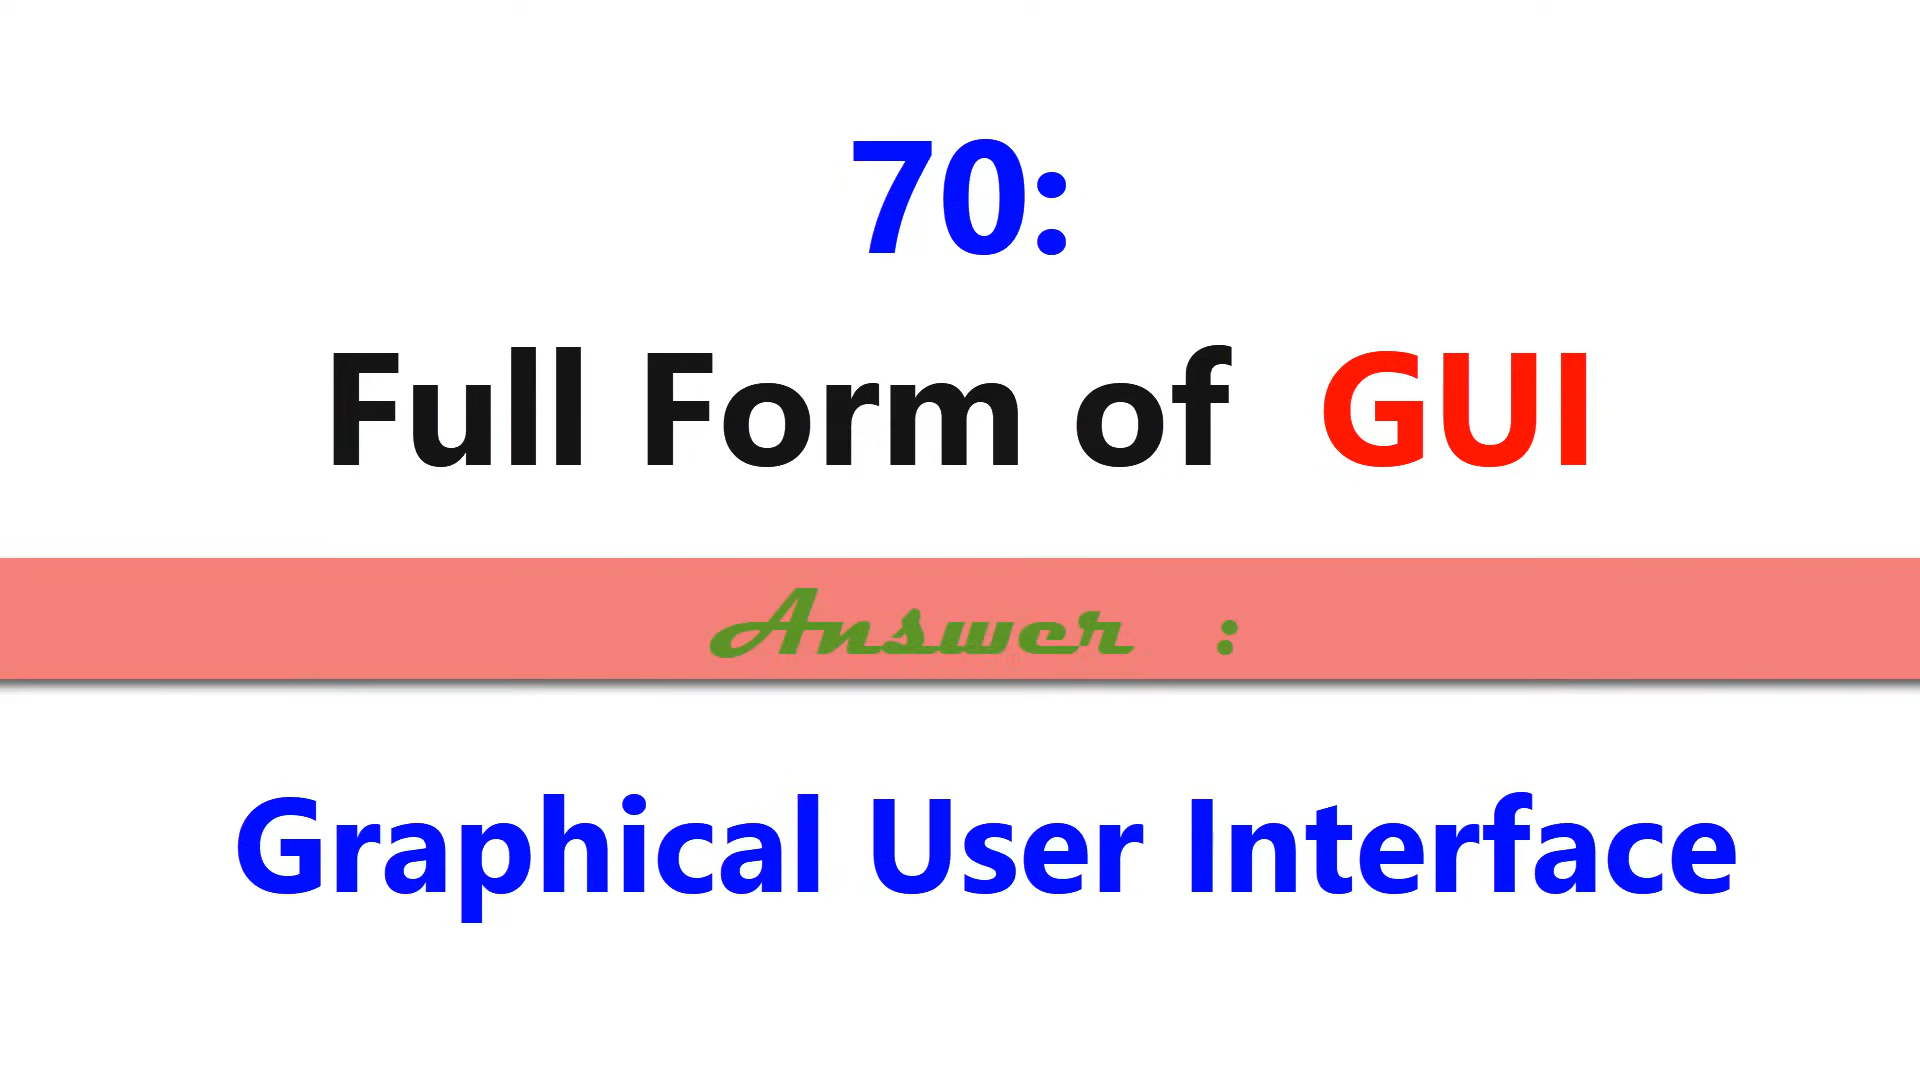 70:
Full Form of GUI
Answer :
Graphical User Interface